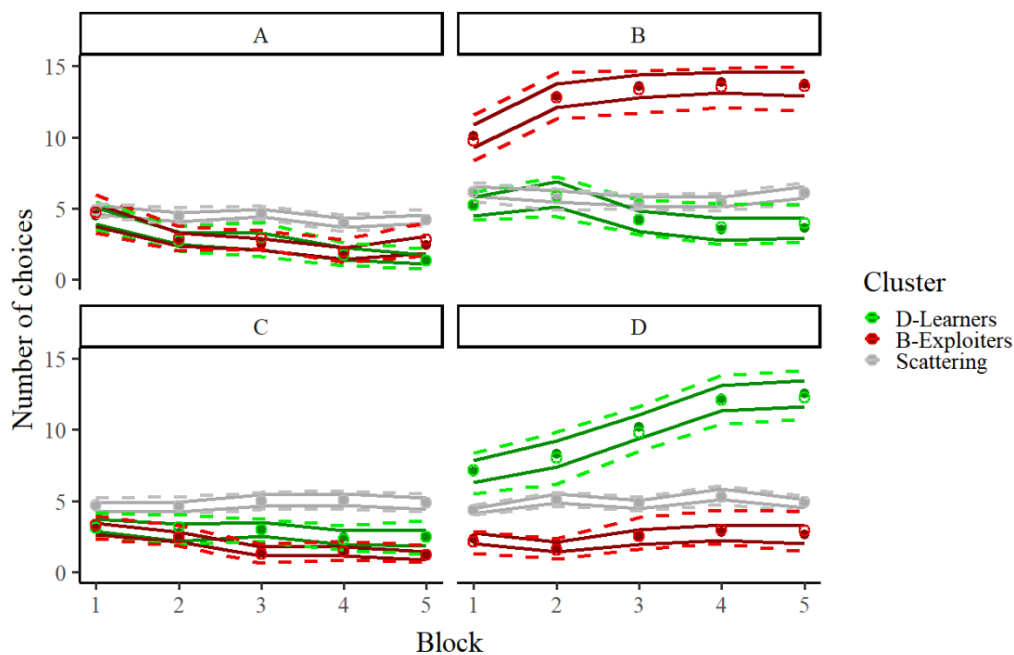 A B
15
10
5
0
Number of choices
Cluster
D-Learners
B-Exploiters
Scattering
C D
15
10
5
0
1 2 3 4 5 1 2 3 4 5
Block